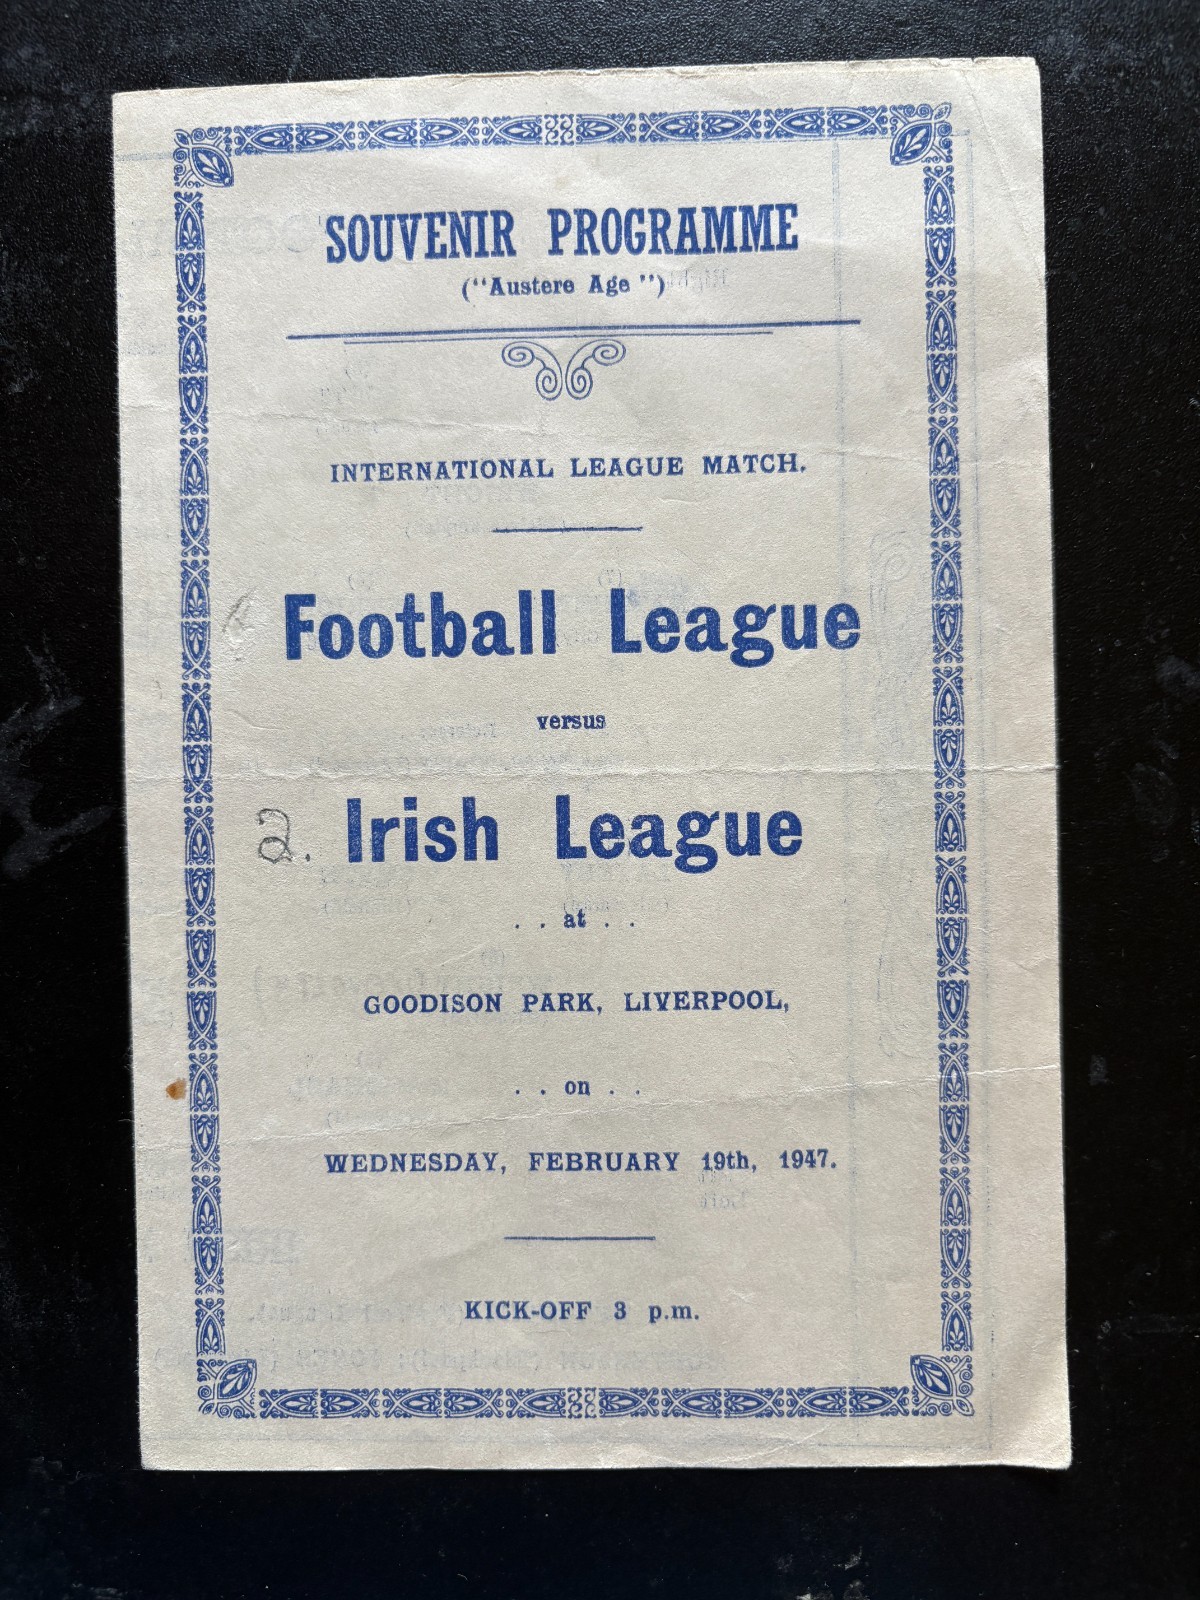 SOUVENIR PROGRAMME
("Austere Age")
INTERNATIONAL LEAGUE MATCH.
Football League
versus
2. Irish League
. . at . .
GOODISON PARK, LIVERPOOL,
. . on . .
WEDNESDAY, FEBRUARY 19th, 1947.
KICK-OFF 3 p.m.